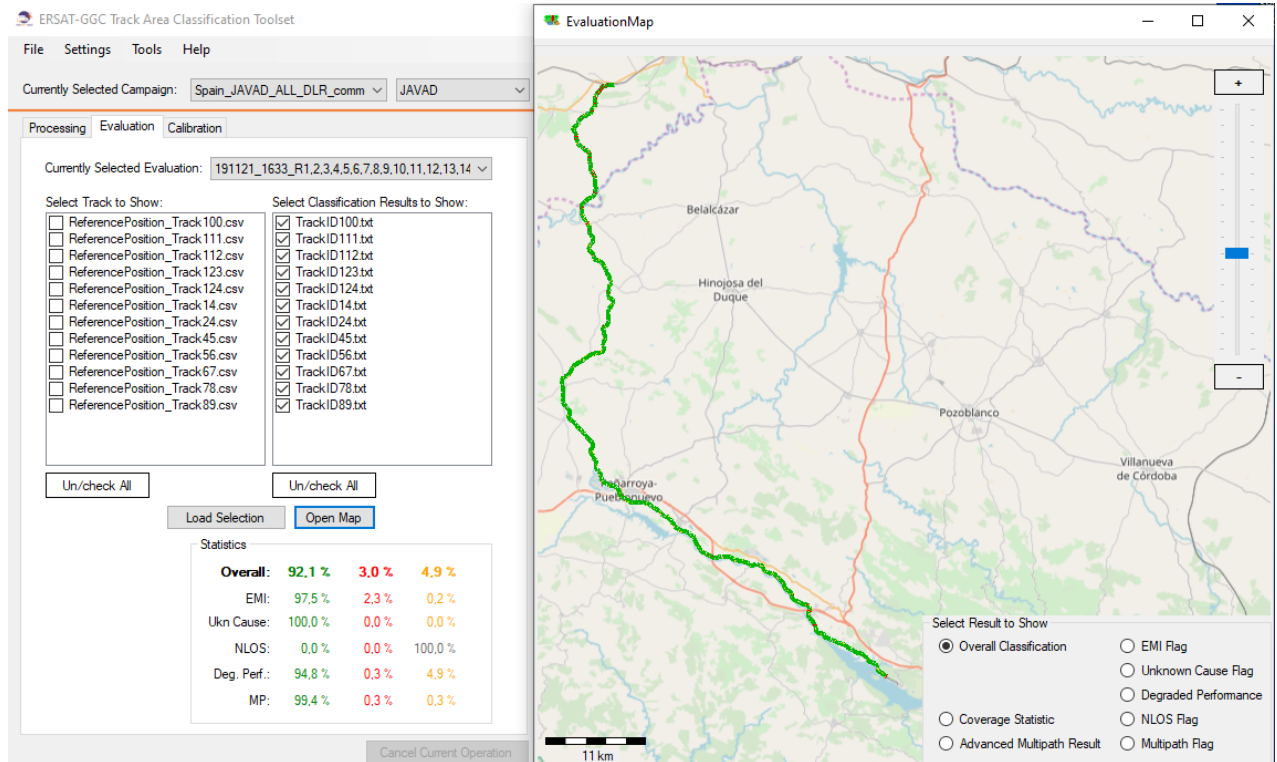 ERSAT-GGC Track Area Classification Toolset
File Settings Tools Help
Currently Selected Campaign: Spain_JAVAD_ALL_DLR_comm JAVAD
Processing Evaluation Calibration
Currently Selected Evaluation: 191121_1633_R1,2,3,4,5,6,7,8,9,10,11,12,13,14
Select Track to Show: Select Classification Results to Show:
ReferencePosition_Track100.csv TrackID100.txt
ReferencePosition_Track111.csv TrackID111.txt
ReferencePosition_Track112.csv TrackID112.txt
ReferencePosition_Track123.csv TrackID123.txt
ReferencePosition_Track124.csv TrackID124.txt
ReferencePosition_Track14.csv TrackID14.txt
ReferencePosition_Track24.csv TrackID24.txt
ReferencePosition_Track45.csv TrackID45.txt
ReferencePosition_Track56.csv TrackID56.txt
ReferencePosition_Track67.csv TrackID67.txt
ReferencePosition_Track78.csv TrackID78.txt
ReferencePosition_Track89.csv TrackID89.txt
Un/check All Un/check All
Load Selection Open Map
Statistics
Overall: 92,1 % 3,0 % 4,9 %
EMI: 97,5 % 2,3 % 0,2 %
Ukn Cause: 100,0 % 0,0 % 0,0 %
NLOS: 0,0 % 0,0 % 100,0 %
Deg. Perf.: 94,8 % 0,3 % 4,9 %
MP: 99,4 % 0,3 % 0,3 %
Cancel Current Operation
EvaluationMap
+
-
Belalcázar
Hinojosa del
Duque
Pozoblanco
Villanueva
de Córdoba
Peñarroya-
Pueblonuevo
11 km
Select Result to Show
Overall Classification EMI Flag
Unknown Cause Flag
Degraded Performance
Coverage Statistic NLOS Flag
Advanced Multipath Result Multipath Flag